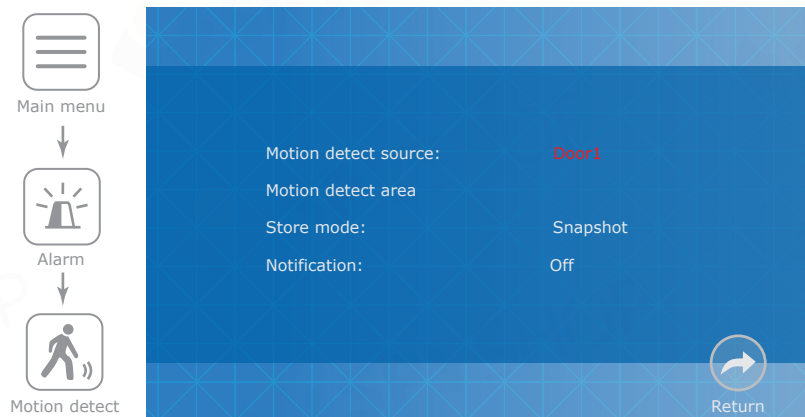 Main menu
Alarm
Motion detect
Motion detect source: Door1
Motion detect area
Store mode: Snapshot
Notification: Off
Return